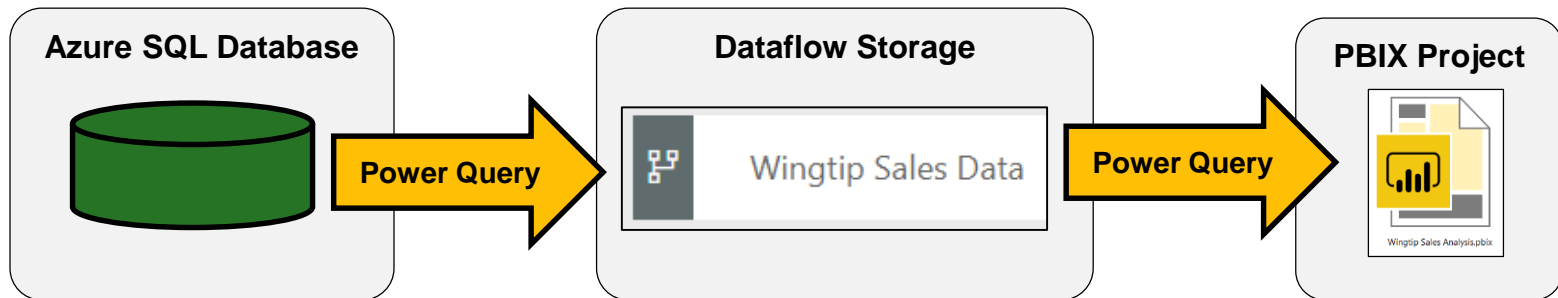 Azure SQL Database
Power Query
Dataflow Storage
Wingtip Sales Data
Power Query
PBIX Project
Wingtip Sales Analysis.pbix